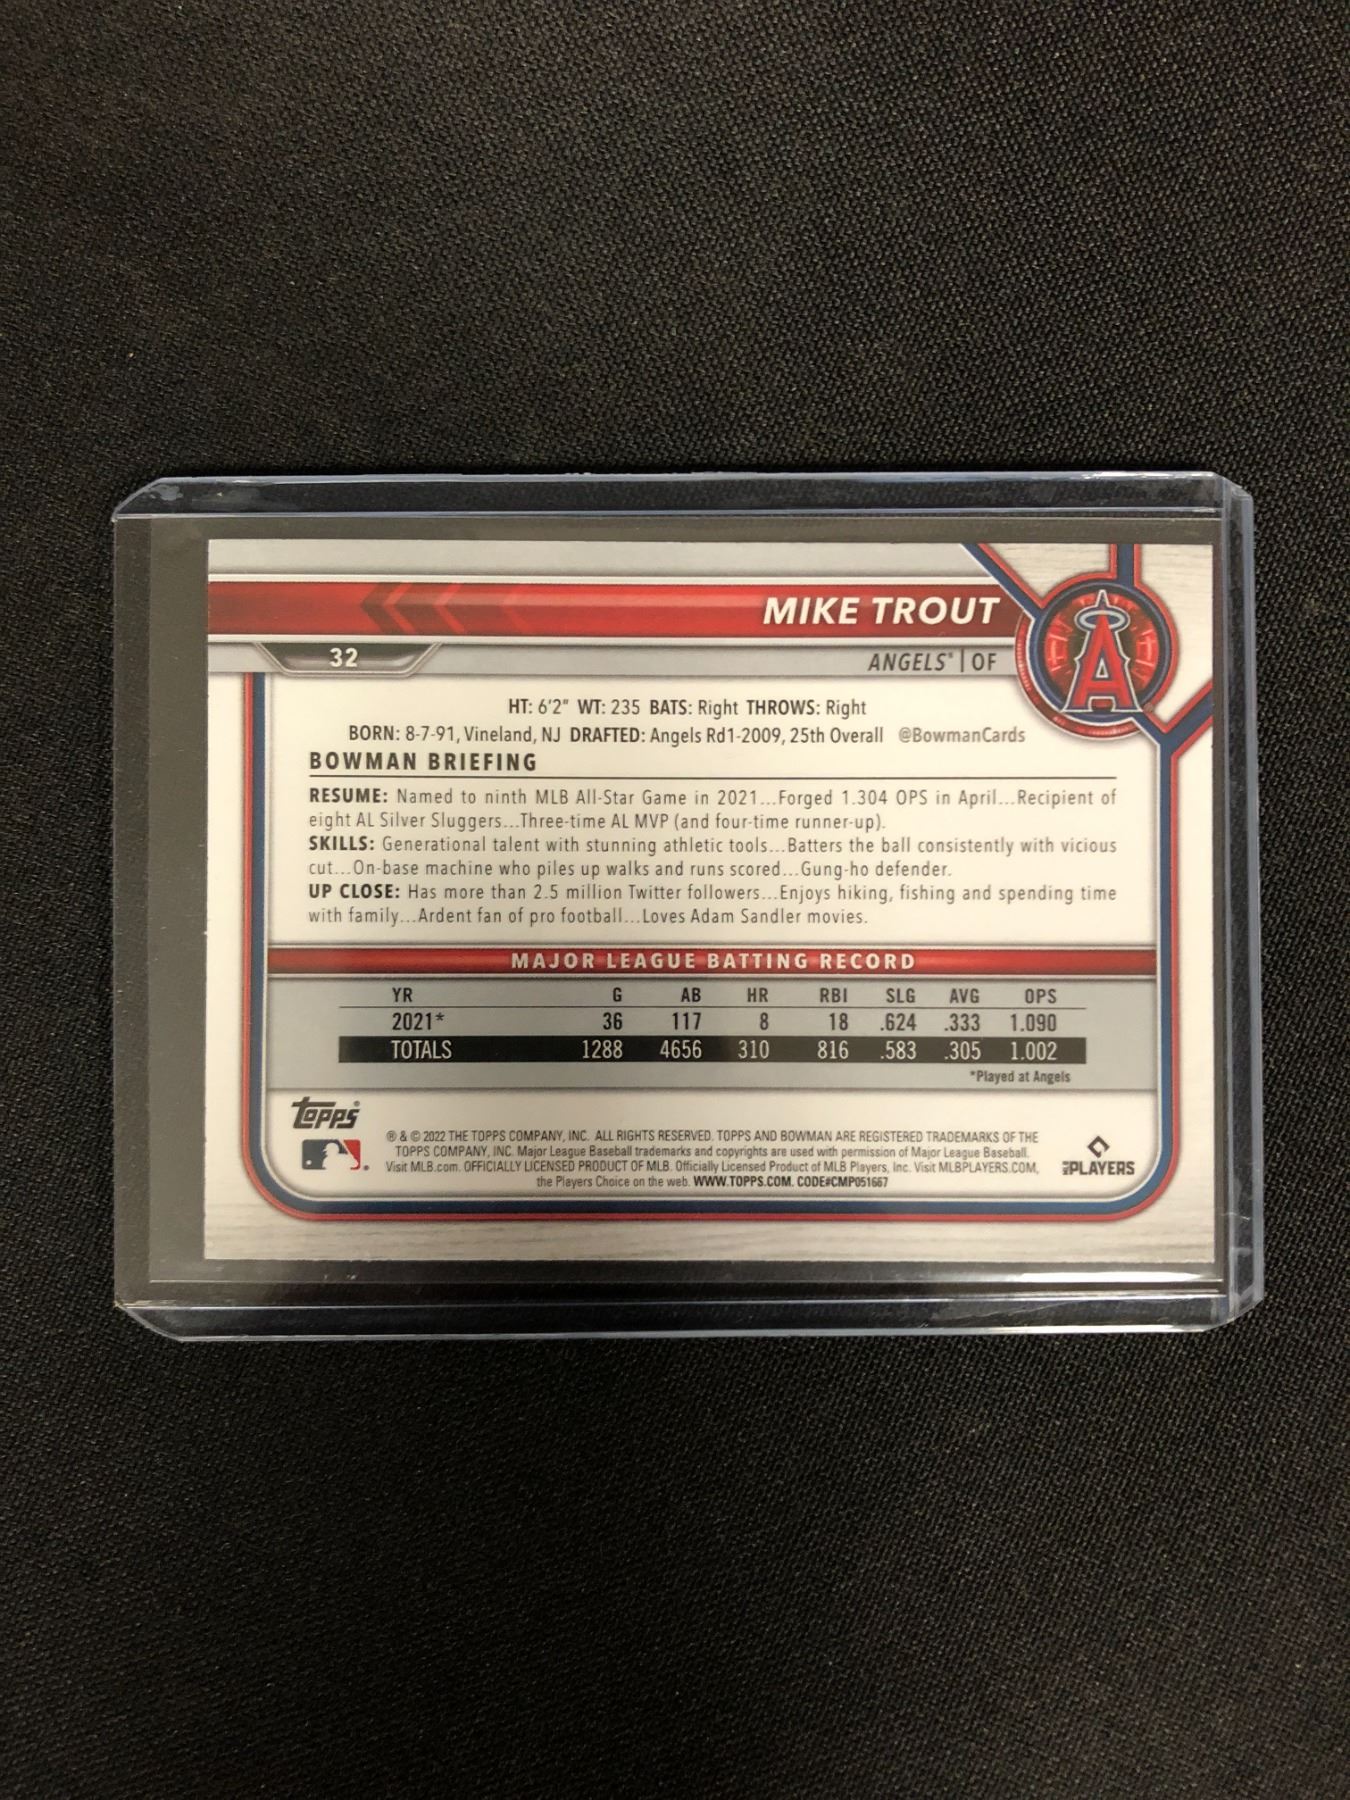 MIKE TROUT
32
ANGELS® | OF
A
HT: 6'2" WT: 235 BATS: Right THROWS: Right
BORN: 8-7-91, Vineland, NJ DRAFTED: Angels Rd1-2009, 25th Overall @BowmanCards
BOWMAN BRIEFING
RESUME: Named to ninth MLB All-Star Game in 2021...Forged 1.304 OPS in April...Recipient of
eight AL Silver Sluggers...Three-time AL MVP (and four-time runner-up).
SKILLS: Generational talent with stunning athletic tools...Batters the ball consistently with vicious
cut...On-base machine who piles up walks and runs scored...Gung-ho defender.
UP CLOSE: Has more than 2.5 million Twitter followers...Enjoys hiking, fishing and spending time
with family...Ardent fan of pro football...Loves Adam Sandler movies.
MAJOR LEAGUE BATTING RECORD
YR G AB HR RBI SLG AVG OPS
2021* 36 117 8 18 .624 .333 1.090
TOTALS 1288 4656 310 816 .583 .305 1.002
*Played at Angels
topps®
® & © 2022 THE TOPPS COMPANY, INC. ALL RIGHTS RESERVED. TOPPS AND BOWMAN ARE REGISTERED TRADEMARKS OF THE
TOPPS COMPANY, INC. Major League Baseball trademarks and copyrights are used with permission of Major League Baseball.
Visit MLB.com. OFFICIALLY LICENSED PRODUCT OF MLB. Officially Licensed Product of MLB Players, Inc. Visit MLBPLAYERS.COM,
the Players Choice on the web. WWW.TOPPS.COM. CODE#CMP051667
MLB PLAYERS